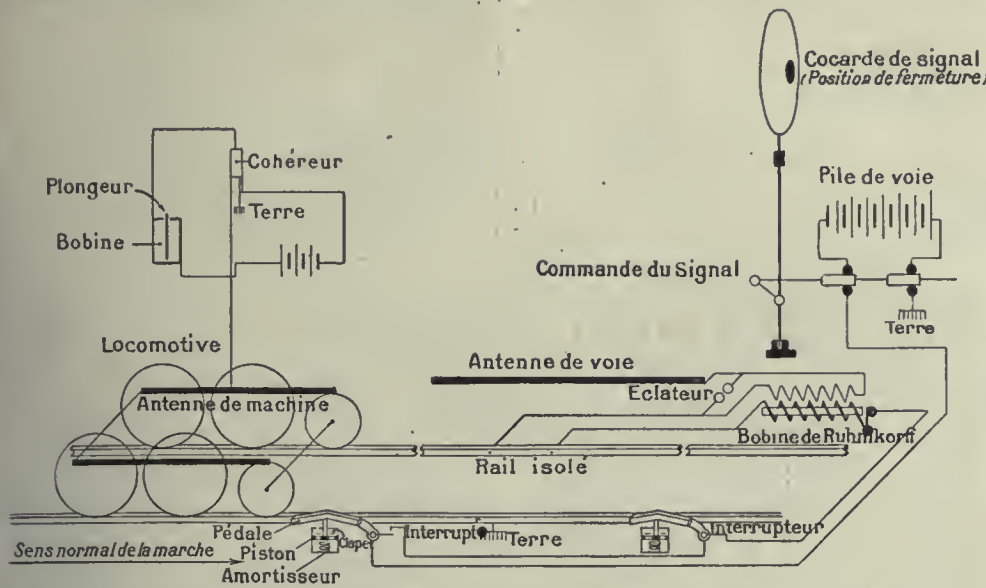 Cocarde de signal
(Position de fermeture)
Cohéreur
Plongeur
Terre
Bobine
Pile de voie
Commande du Signal
Terre
Locomotive
Antenne de voie
Eclateur
Antenne de machine
Bobine de Ruhmkorff
Rail isolé
Pédale
Interrupt
Terre
Interrupteur
Sens normal de la marche
Piston
Clapet
Amortisseur